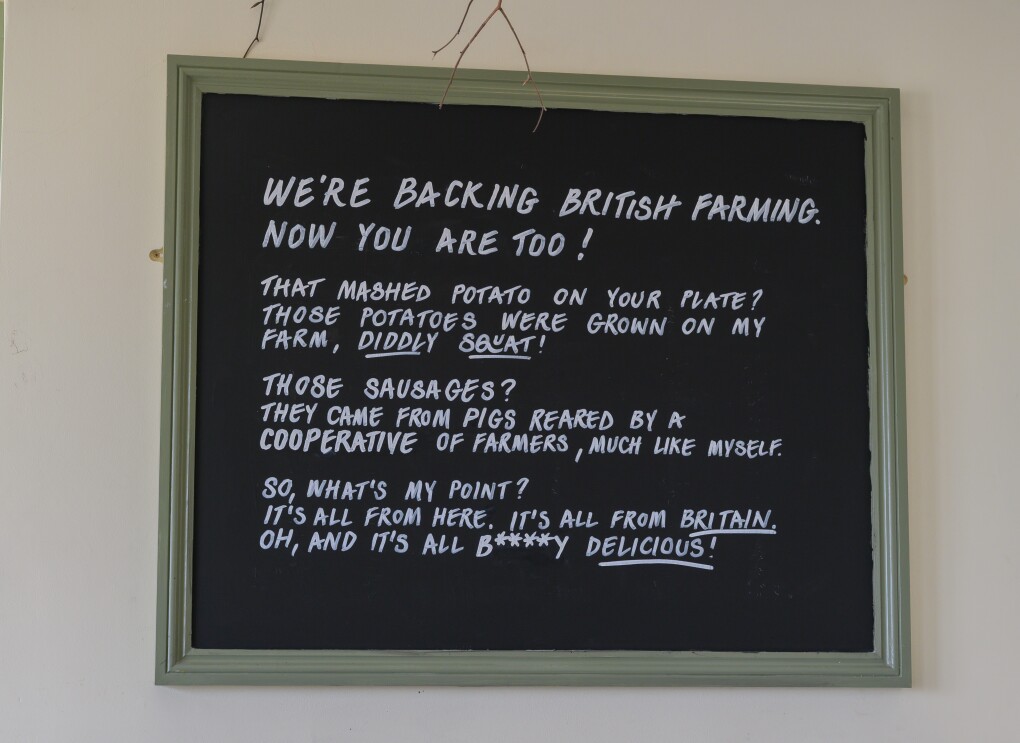 WE'RE BACKING BRITISH FARMING.
NOW YOU ARE TOO!
THAT MASHED POTATO ON YOUR PLATE?
THOSE POTATOES WERE GROWN ON MY
FARM, DIDDLY SQUAT!
THOSE SAUSAGES?
THEY CAME FROM PIGS REARED BY A
COOPERATIVE OF FARMERS, MUCH LIKE MYSELF.
SO, WHAT'S MY POINT?
IT'S ALL FROM HERE. IT'S ALL FROM BRITAIN.
OH, AND IT'S ALL B****Y DELICIOUS!